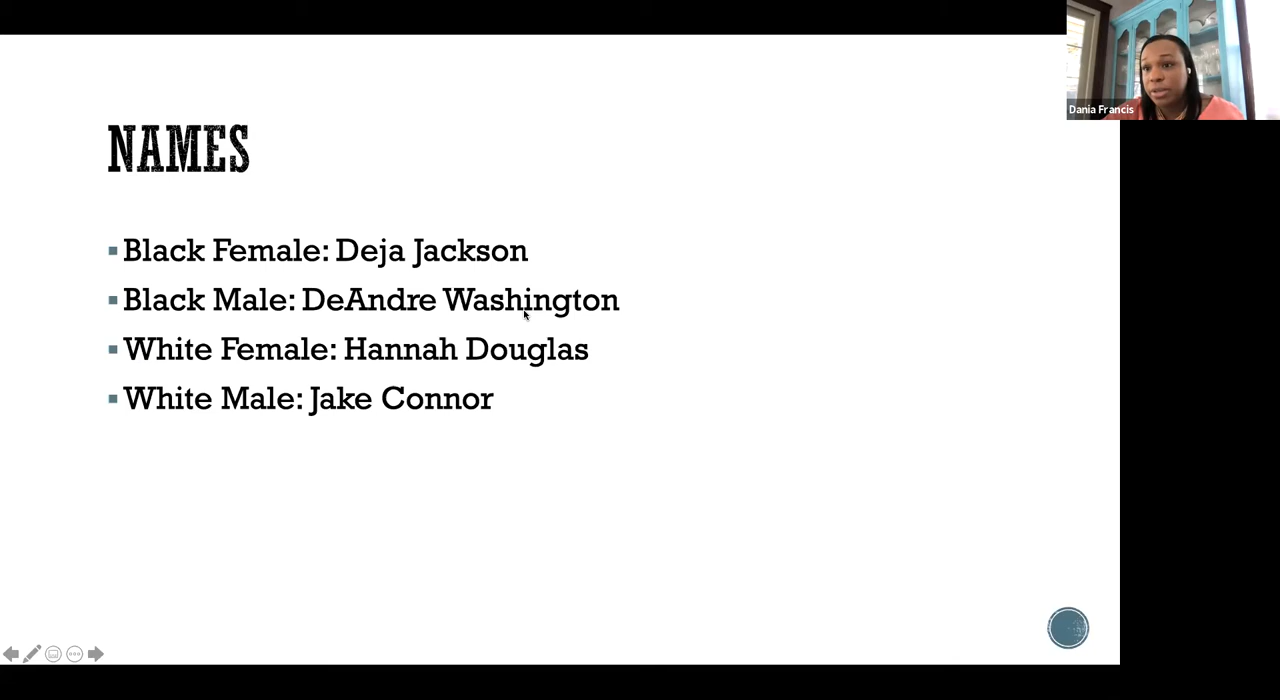 Dania Francis
NAMES
Black Female: Deja Jackson
Black Male: DeAndre Washington
White Female: Hannah Douglas
White Male: Jake Connor